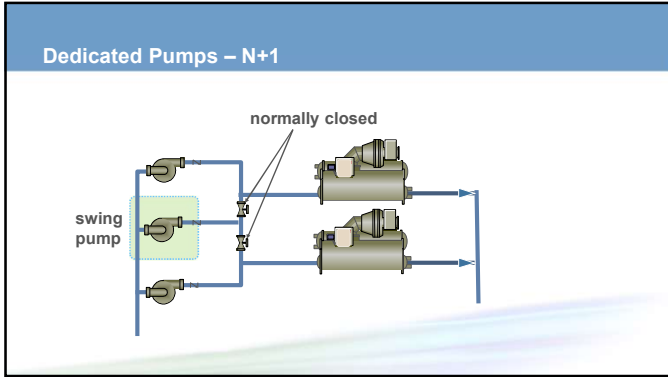 Dedicated Pumps – N+1
normally closed
swing
pump